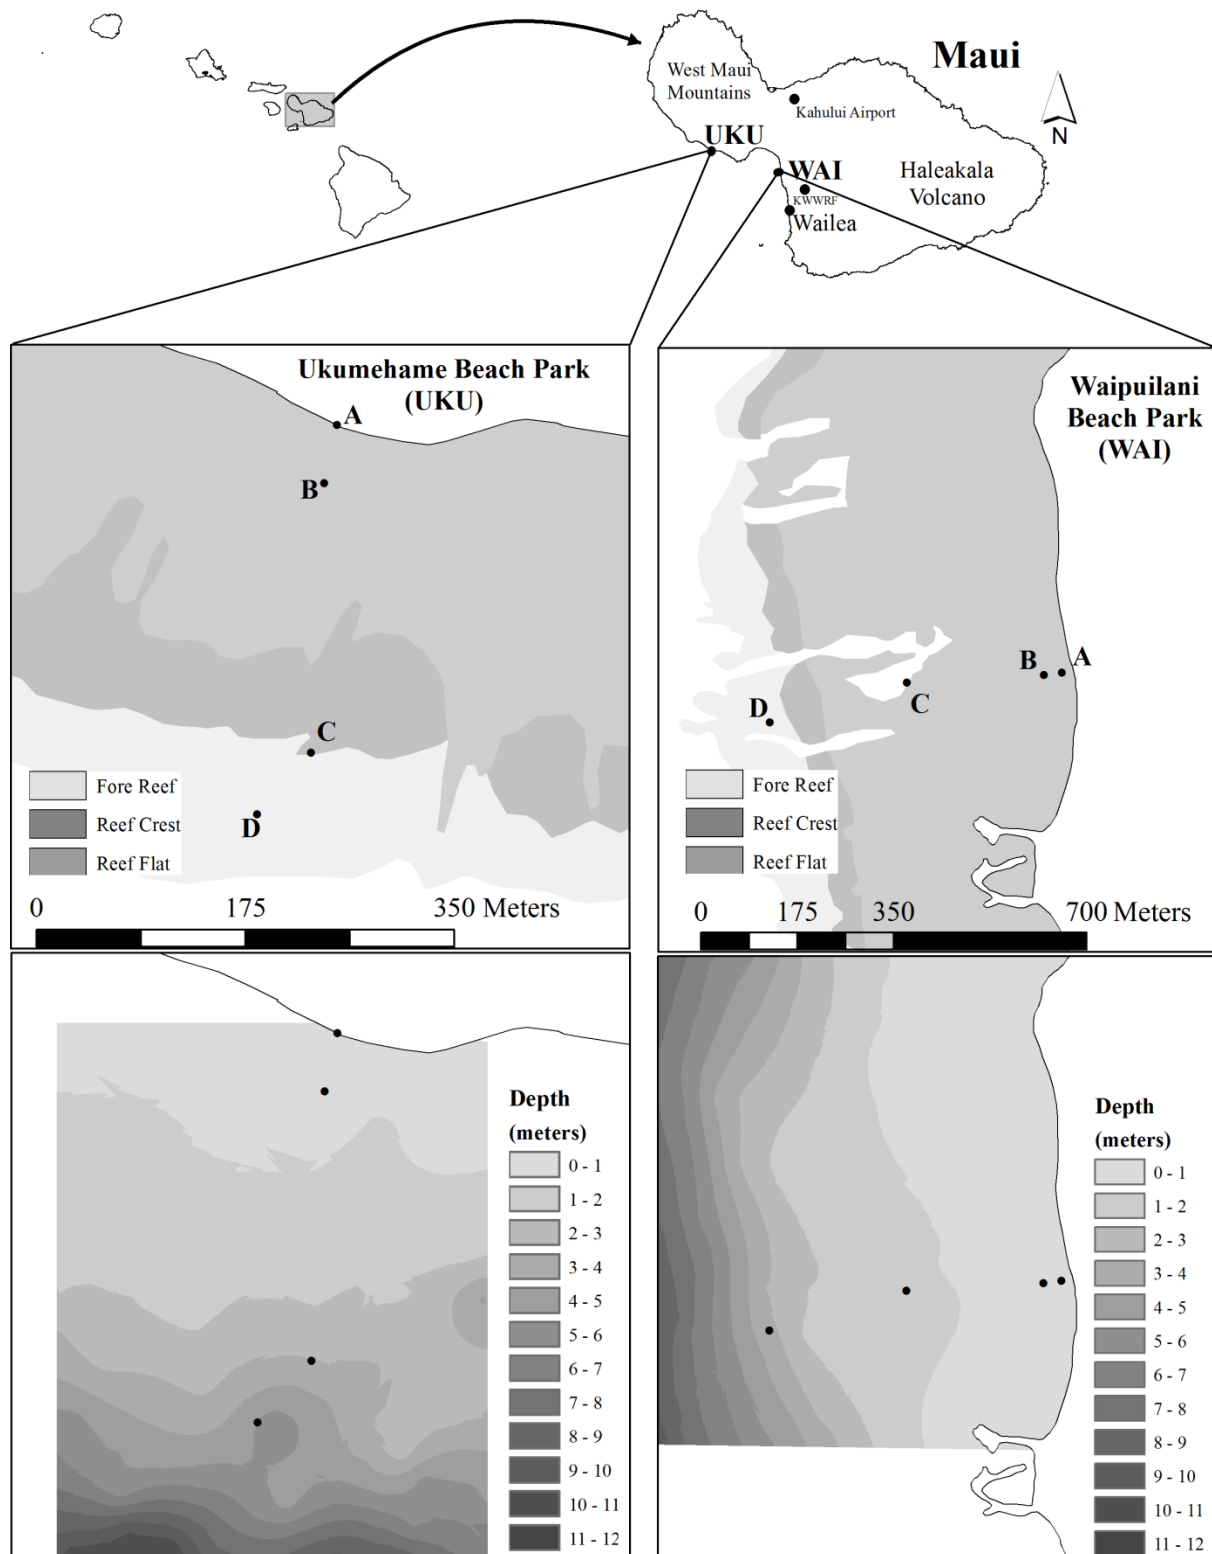 Maui
West Maui
Mountains
Kahului Airport
N
UKU
WAI
Haleakala
Volcano
KWWRF
Wailea
Ukumehame Beach Park
(UKU)
A
B
C
D
Fore Reef
Reef Crest
Reef Flat
0 175 350 Meters
Waipuilani
Beach Park
(WAI)
B A
C
D
Fore Reef
Reef Crest
Reef Flat
0 175 350 700 Meters
Depth
(meters)
0 - 1
1 - 2
2 - 3
3 - 4
4 - 5
5 - 6
6 - 7
7 - 8
8 - 9
9 - 10
10 - 11
11 - 12
Depth
(meters)
0 - 1
1 - 2
2 - 3
3 - 4
4 - 5
5 - 6
6 - 7
7 - 8
8 - 9
9 - 10
10 - 11
11 - 12